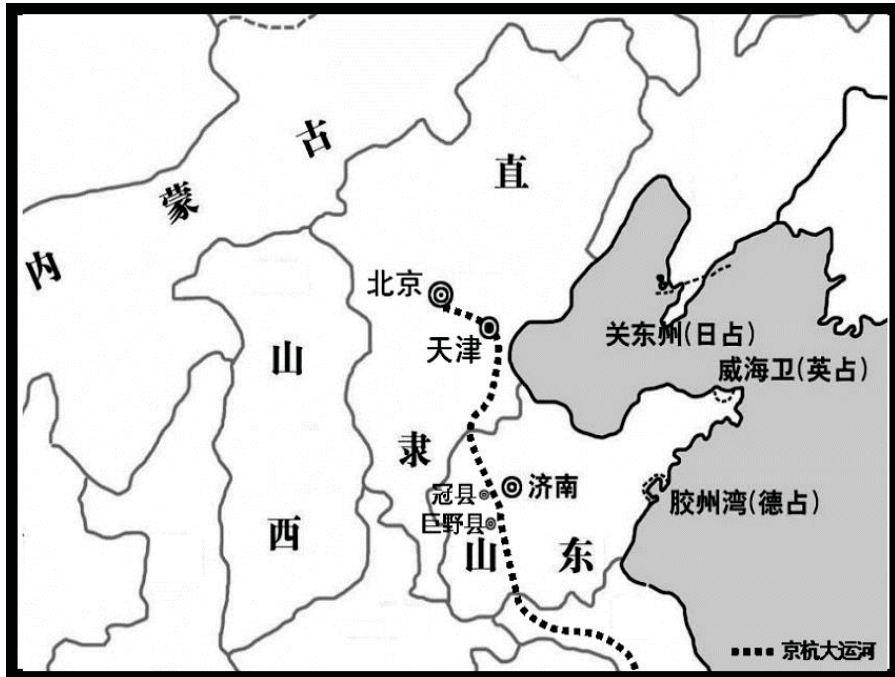 内蒙古
直隶
北京
天津
山西
关东州(日占)
威海卫(英占)
冠县
济南
巨野县
胶州湾(德占)
山东
京杭大运河